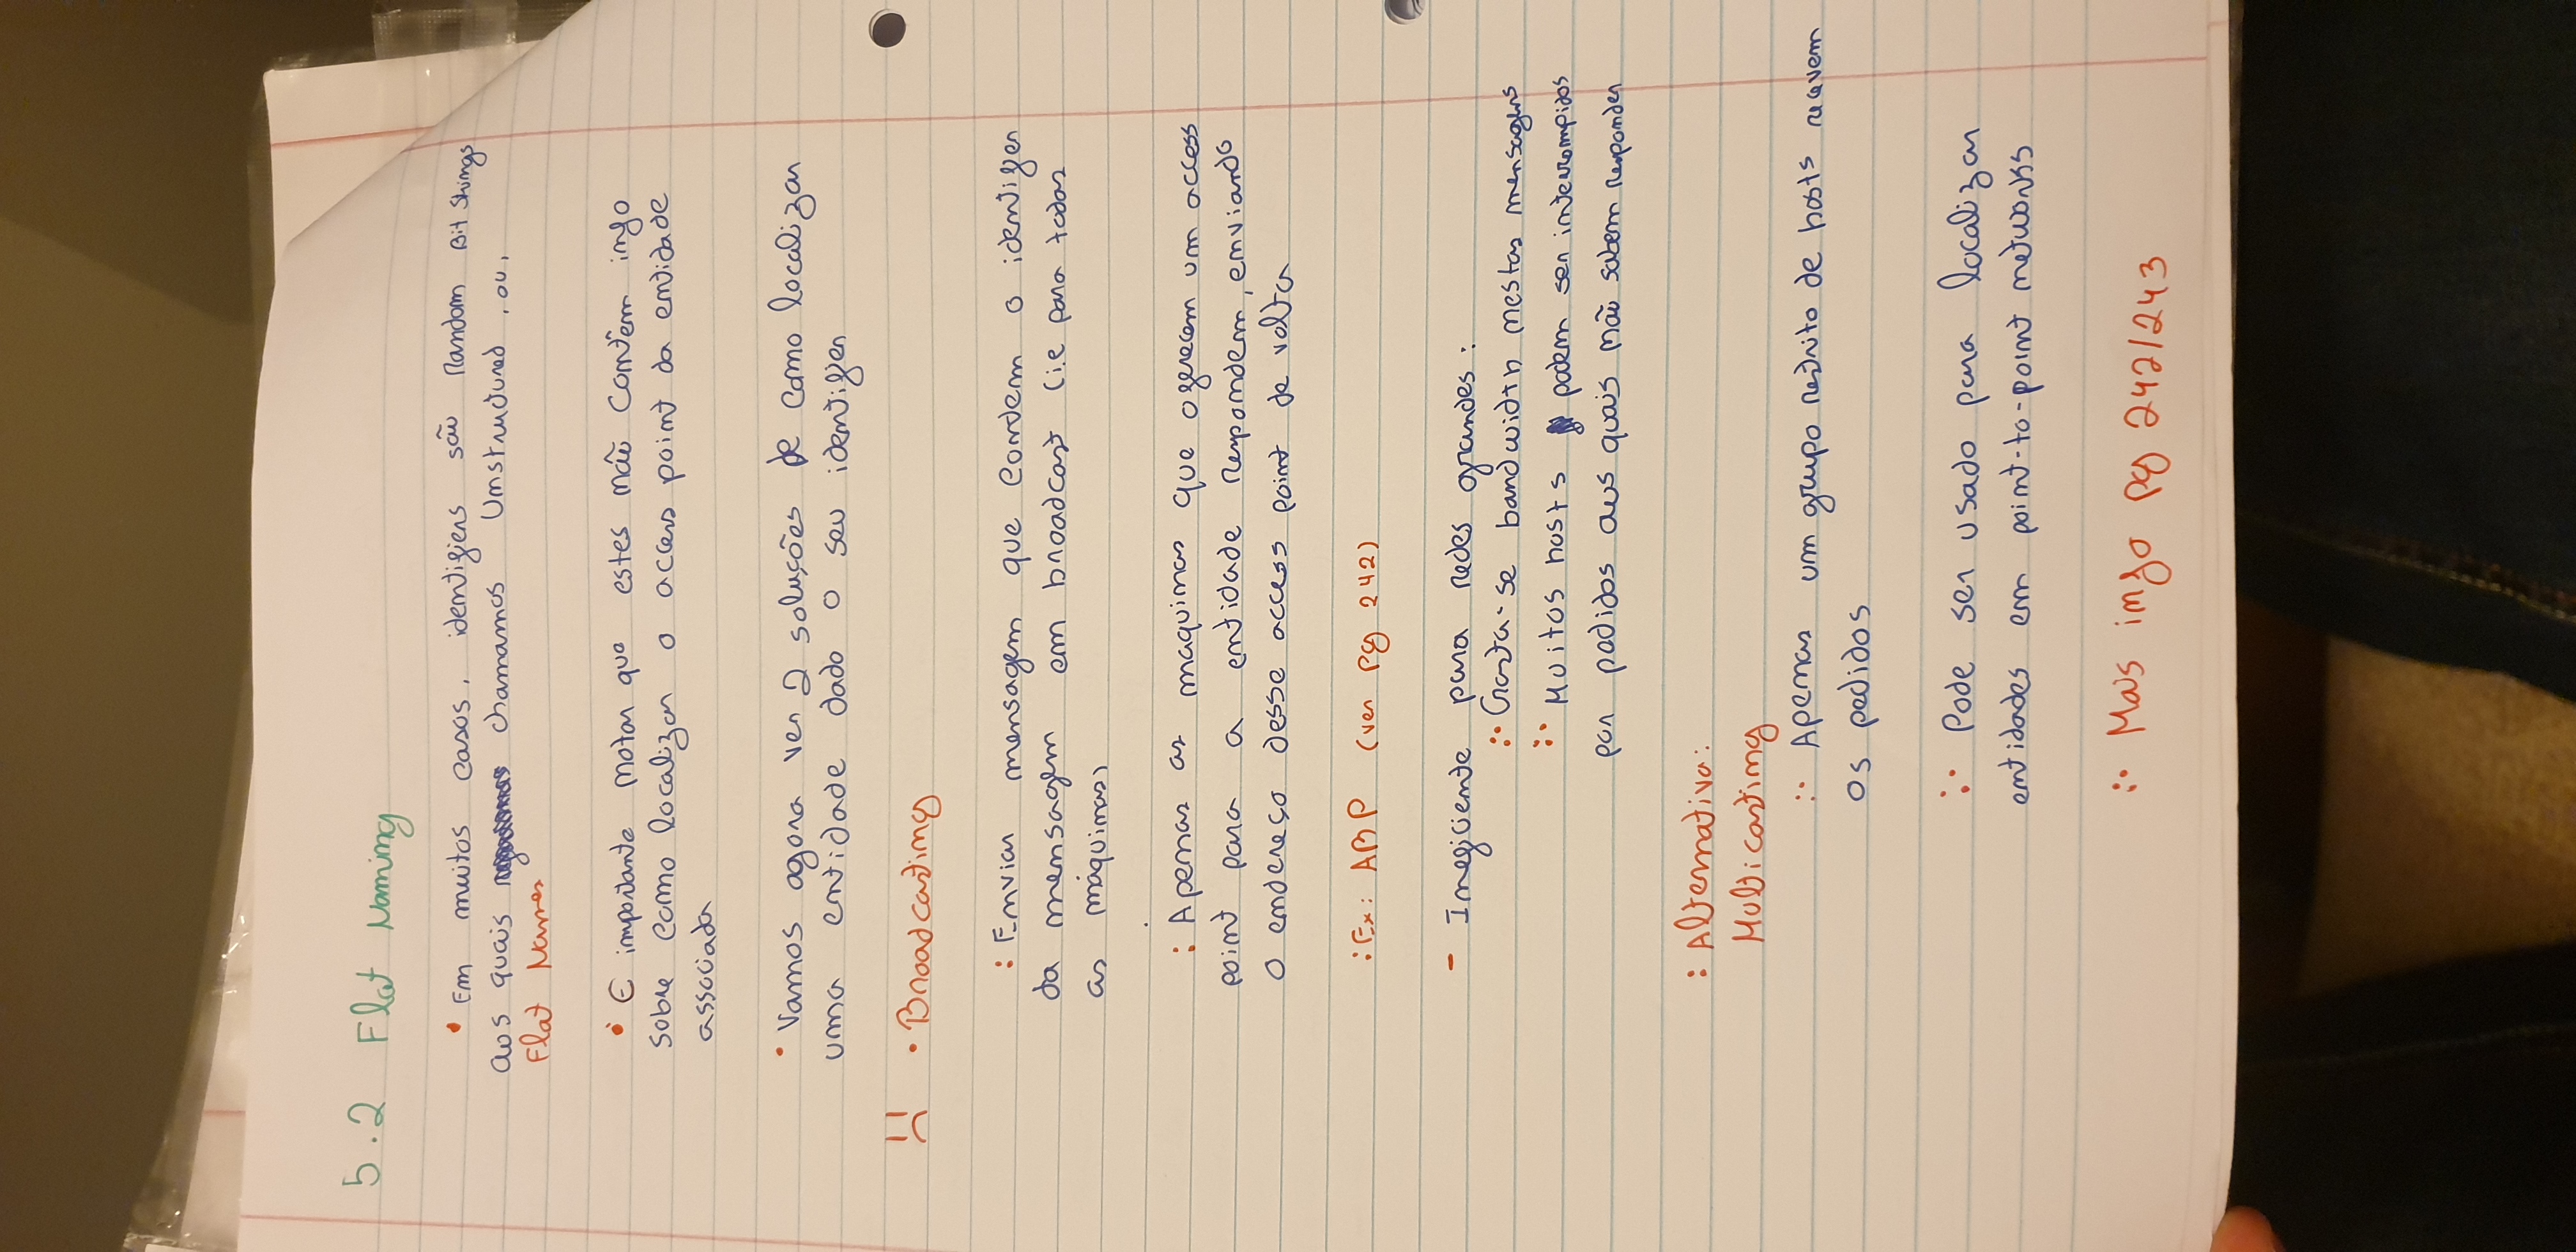 5.2 Flat Naming
• Em muitos casos, identifiers são Random Bit Strings
aos quais chamamos Unstructured, ou,
Flat Names
• É importante notar que estes não contêm info
sobre como localizar o access point da entidade
associada
• Vamos agora ver 2 soluções de como localizar
uma entidade dado o seu identifier
• Broadcasting
: Enviar mensagem que contem o identifier
da mensagem em broadcast (i.e para todas
as máquinas)
: Apenas as maquinas que oferecem um access
point para a entidade respondem, enviando
o endereço desse access point de volta
: Ex: ARP (ver pg 242)
- Ineficiente para redes grandes:
:· Gasta-se bandwidth nestas mensagens
:· Muitos hosts podem ser interrompidos
por pedidos aos quais não sabem responder
: Alternativa:
Multicasting
:· Apenas um grupo restrito de hosts recevem
os pedidos
:· Pode ser usado para localizar
entidades em point-to-point networks
:· Mais info pg 242/243